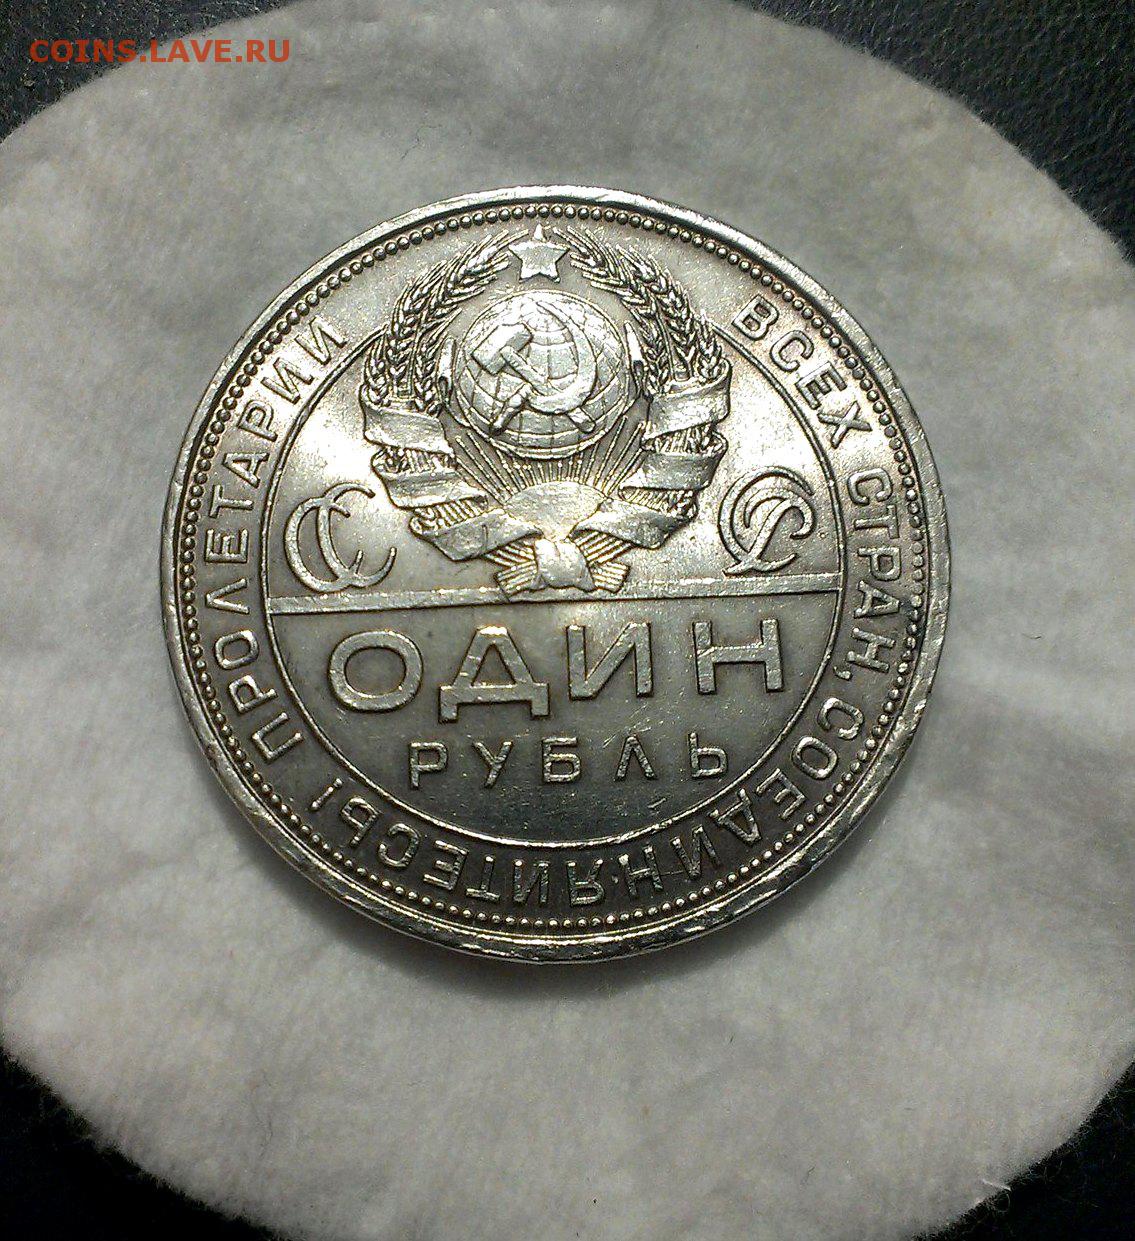 COINS.LAVE.RU
ПРОЛЕТАРИИ ВСЕХ СТРАН, СОЕДИНЯЙТЕСЬ!
СС СР
ОДИН
РУБЛЬ